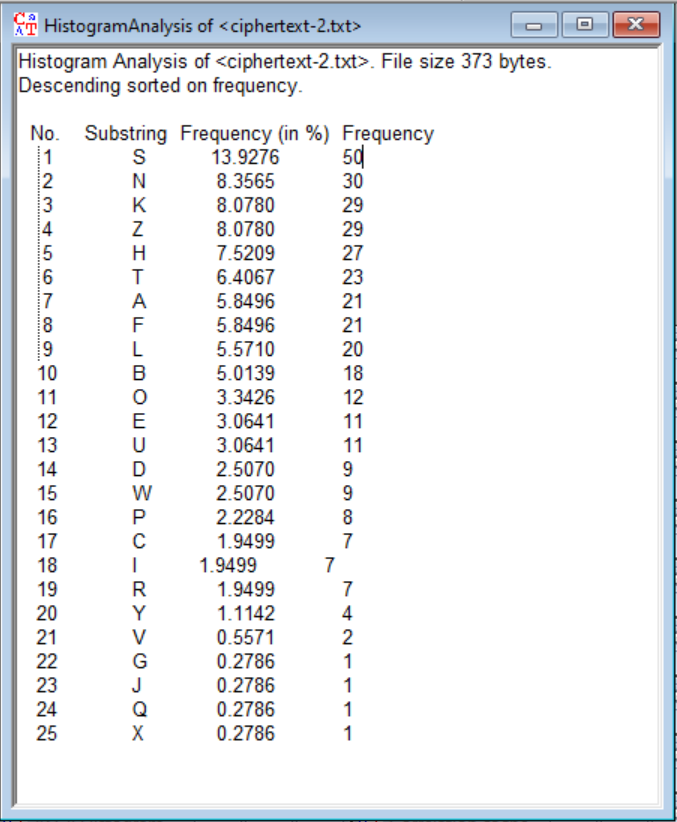 HistogramAnalysis of <ciphertext-2.txt>
Histogram Analysis of <ciphertext-2.txt>. File size 373 bytes.
Descending sorted on frequency.
No. Substring Frequency (in %) Frequency
1 S 13.9276 50
2 N 8.3565 30
3 K 8.0780 29
4 Z 8.0780 29
5 H 7.5209 27
6 T 6.4067 23
7 A 5.8496 21
8 F 5.8496 21
9 L 5.5710 20
10 B 5.0139 18
11 O 3.3426 12
12 E 3.0641 11
13 U 3.0641 11
14 D 2.5070 9
15 W 2.5070 9
16 P 2.2284 8
17 C 1.9499 7
18 I 1.9499 7
19 R 1.9499 7
20 Y 1.1142 4
21 V 0.5571 2
22 G 0.2786 1
23 J 0.2786 1
24 Q 0.2786 1
25 X 0.2786 1